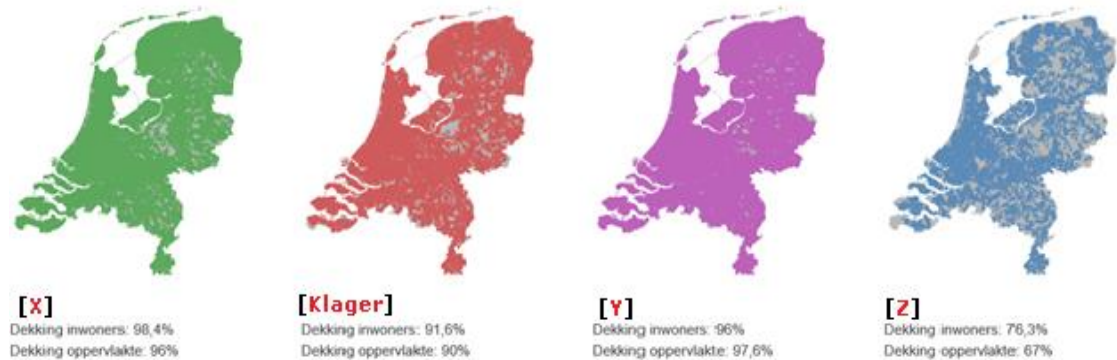 [X]
Dekking inwoners: 98,4%
Dekking oppervlakte: 96%
[Klager]
Dekking inwoners: 91,6%
Dekking oppervlakte: 90%
[Y]
Dekking inwoners: 96%
Dekking oppervlakte: 97,6%
[Z]
Dekking inwoners: 76,3%
Dekking oppervlakte: 67%